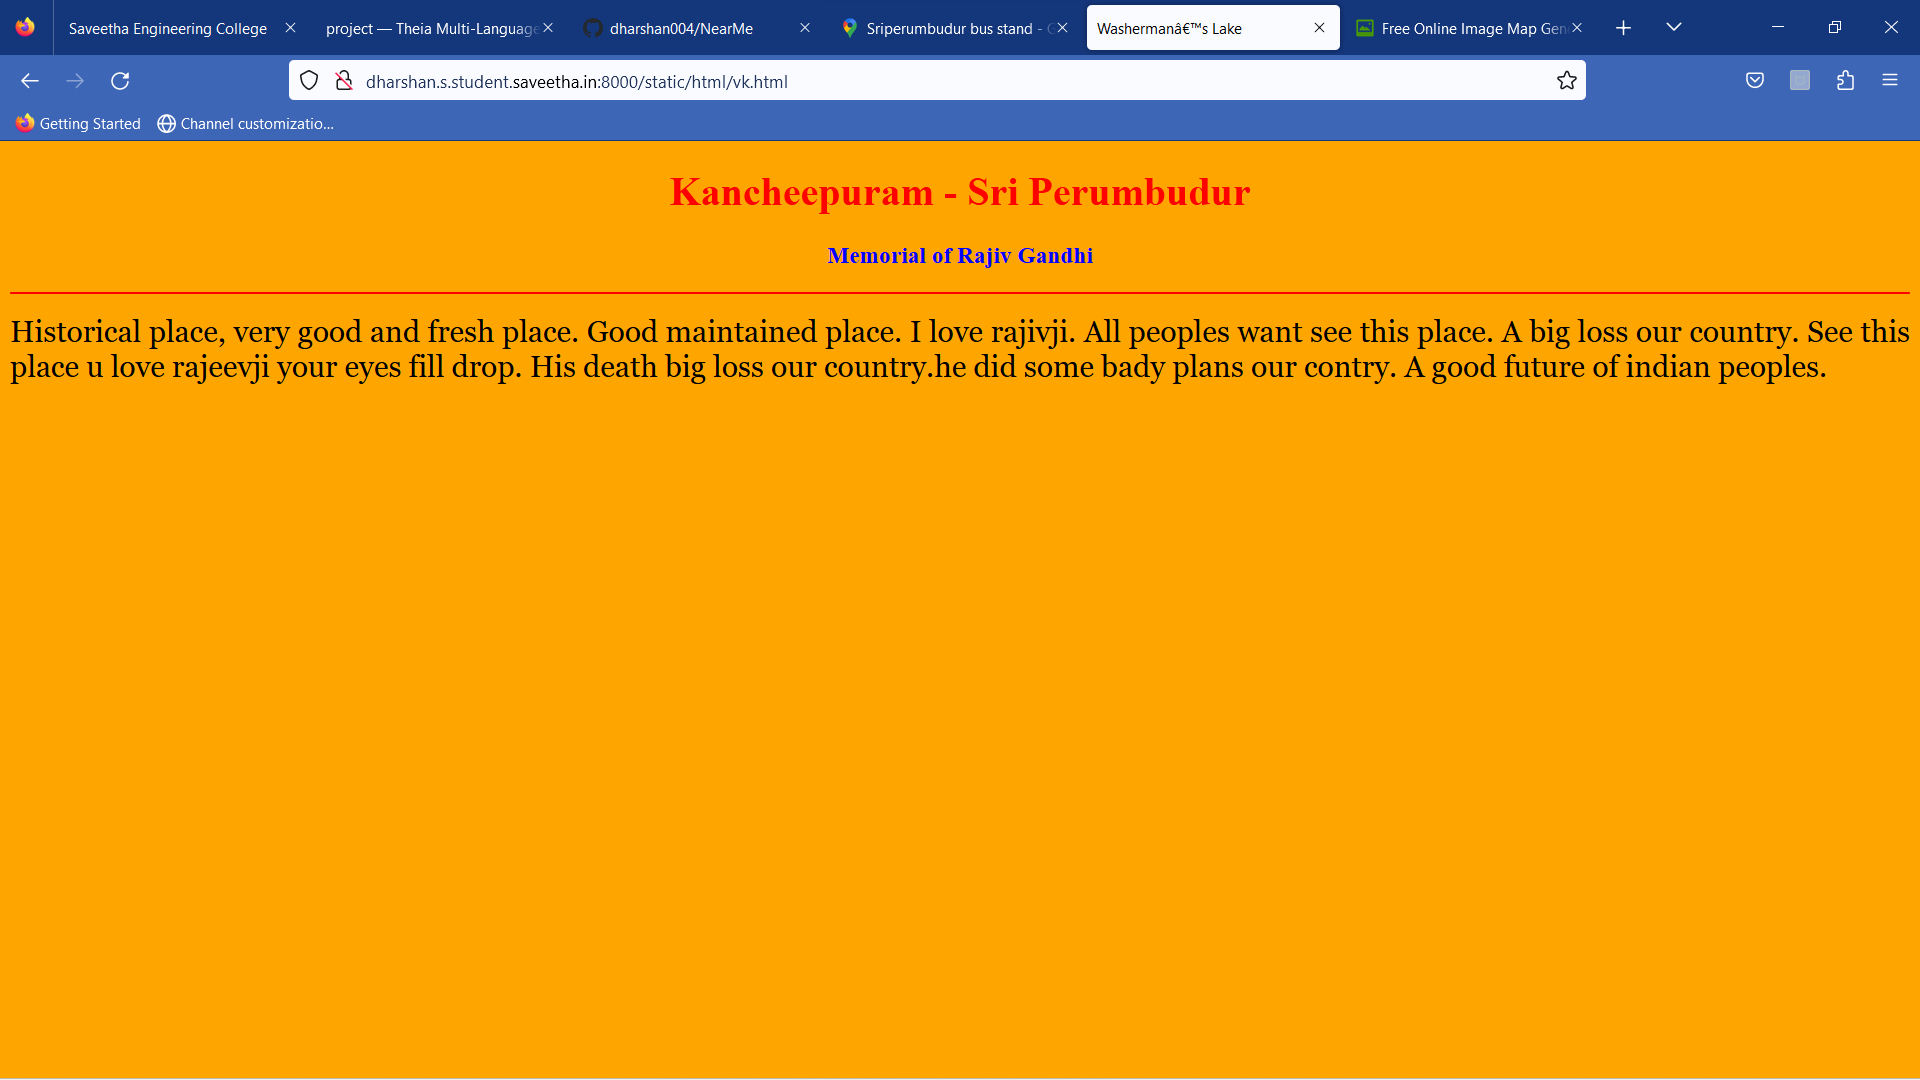 Saveetha Engineering College
project — Theia Multi-Language
dharshan004/NearMe
Sriperumbudur bus stand -
Washermanâ€™s Lake
Free Online Image Map Gen
dharshan.s.student.saveetha.in:8000/static/html/vk.html
Getting Started
Channel customizatio...
Kancheepuram - Sri Perumbudur
Memorial of Rajiv Gandhi
Historical place, very good and fresh place. Good maintained place. I love rajivji. All peoples want see this place. A big loss our country. See this
place u love rajeevji your eyes fill drop. His death big loss our country.he did some bady plans our contry. A good future of indian peoples.